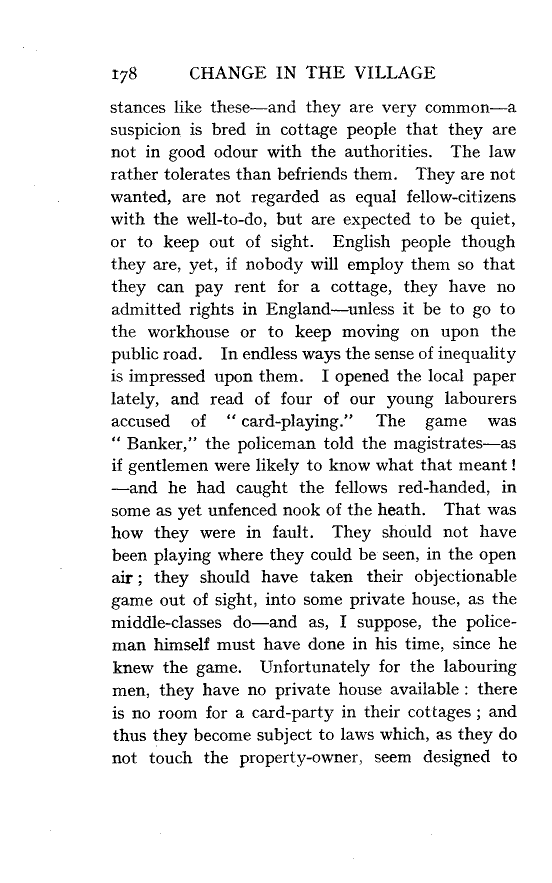 178 CHANGE IN THE VILLAGE
stances like these—and they are very common—a
suspicion is bred in cottage people that they are
not in good odour with the authorities. The law
rather tolerates than befriends them. They are not
wanted, are not regarded as equal fellow-citizens
with the well-to-do, but are expected to be quiet,
or to keep out of sight. English people though
they are, yet, if nobody will employ them so that
they can pay rent for a cottage, they have no
admitted rights in England—unless it be to go to
the workhouse or to keep moving on upon the
public road. In endless ways the sense of inequality
is impressed upon them. I opened the local paper
lately, and read of four of our young labourers
accused of " card-playing." The game was
" Banker," the policeman told the magistrates—as
if gentlemen were likely to know what that meant !
—and he had caught the fellows red-handed, in
some as yet unfenced nook of the heath. That was
how they were in fault. They should not have
been playing where they could be seen, in the open
air ; they should have taken their objectionable
game out of sight, into some private house, as the
middle-classes do—and as, I suppose, the police-
man himself must have done in his time, since he
knew the game. Unfortunately for the labouring
men, they have no private house available : there
is no room for a card-party in their cottages ; and
thus they become subject to laws which, as they do
not touch the property-owner, seem designed to